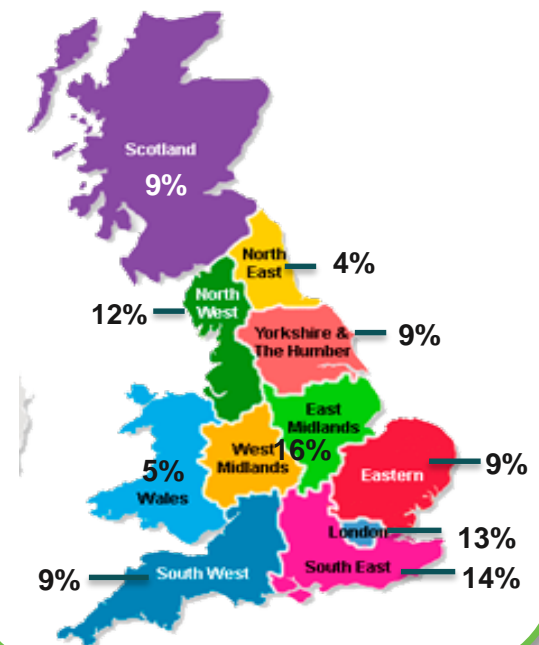 Scotland
9%
North
East
4%
North
West
12%
Yorkshire &
The Humber
9%
East
Midlands
West
Midlands
16%
5%
Wales
Eastern
9%
London
13%
South East
14%
South West
9%